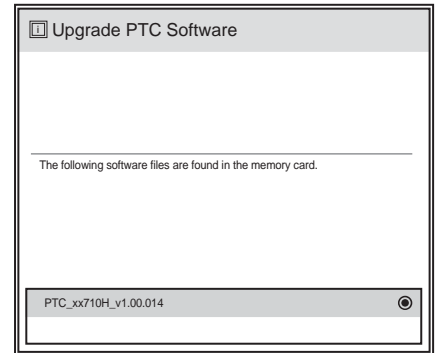 i Upgrade PTC Software
The following software files are found in the memory card.
PTC_xx710H_v1.00.014